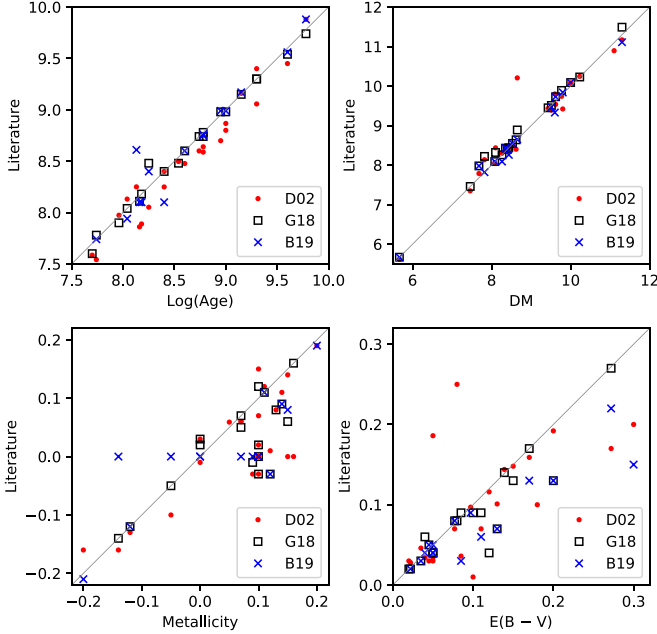 10.0
9.5
9.0
8.5
8.0
7.5
7.5 8.0 8.5 9.0 9.5 10.0
Literature
Log(Age)
D02
G18
B19
12
11
10
9
8
7
6
6 8 10 12
Literature
DM
D02
G18
B19
0.2
0.1
0.0
−0.1
−0.2
−0.2 −0.1 0.0 0.1 0.2
Literature
Metallicity
D02
G18
B19
0.3
0.2
0.1
0.0
0.0 0.1 0.2 0.3
Literature
E(B − V)
D02
G18
B19